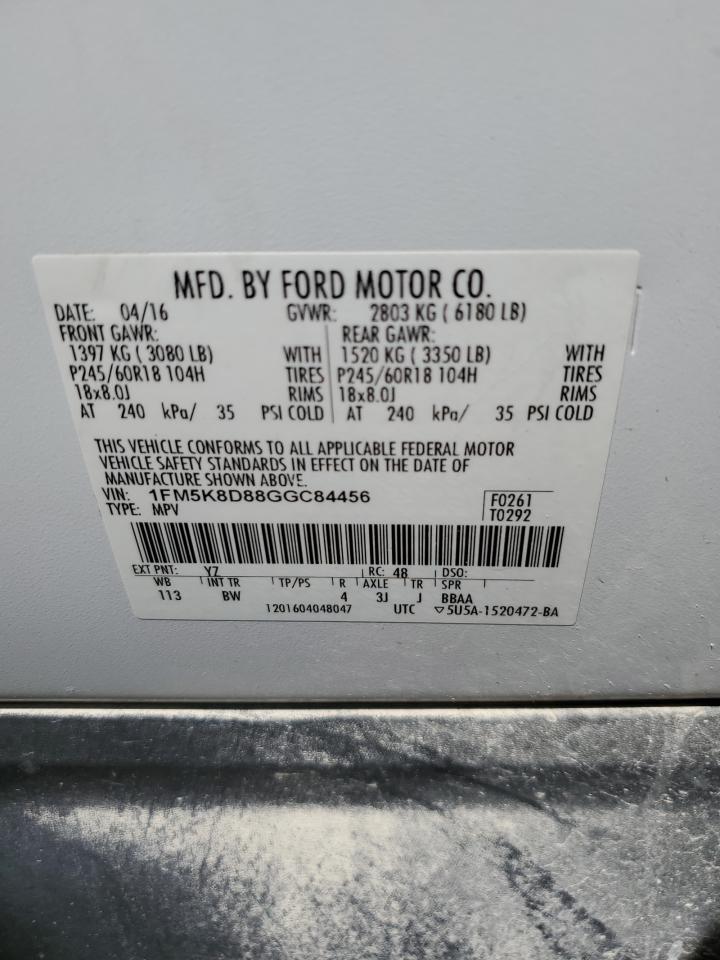 MFD. BY FORD MOTOR CO.
DATE: 04/16 GVWR: 2803 KG ( 6180 LB)
FRONT GAWR: REAR GAWR:
1397 KG ( 3080 LB) WITH 1520 KG ( 3350 LB) WITH
P245/60R18 104H TIRES P245/60R18 104H TIRES
18x8.0J RIMS 18x8.0J RIMS
AT 240 kPa/ 35 PSI COLD AT 240 kPa/ 35 PSI COLD
THIS VEHICLE CONFORMS TO ALL APPLICABLE FEDERAL MOTOR
VEHICLE SAFETY STANDARDS IN EFFECT ON THE DATE OF
MANUFACTURE SHOWN ABOVE.
VIN: 1FM5K8D88GGC84456 F0261
TYPE: MPV T0292
EXT PNT: YZ RC: 48 DSO:
WB INT TR TP/PS R AXLE TR SPR
113 BW 4 3J J BBAA
1201604048047 UTC ▽5U5A-1520472-BA